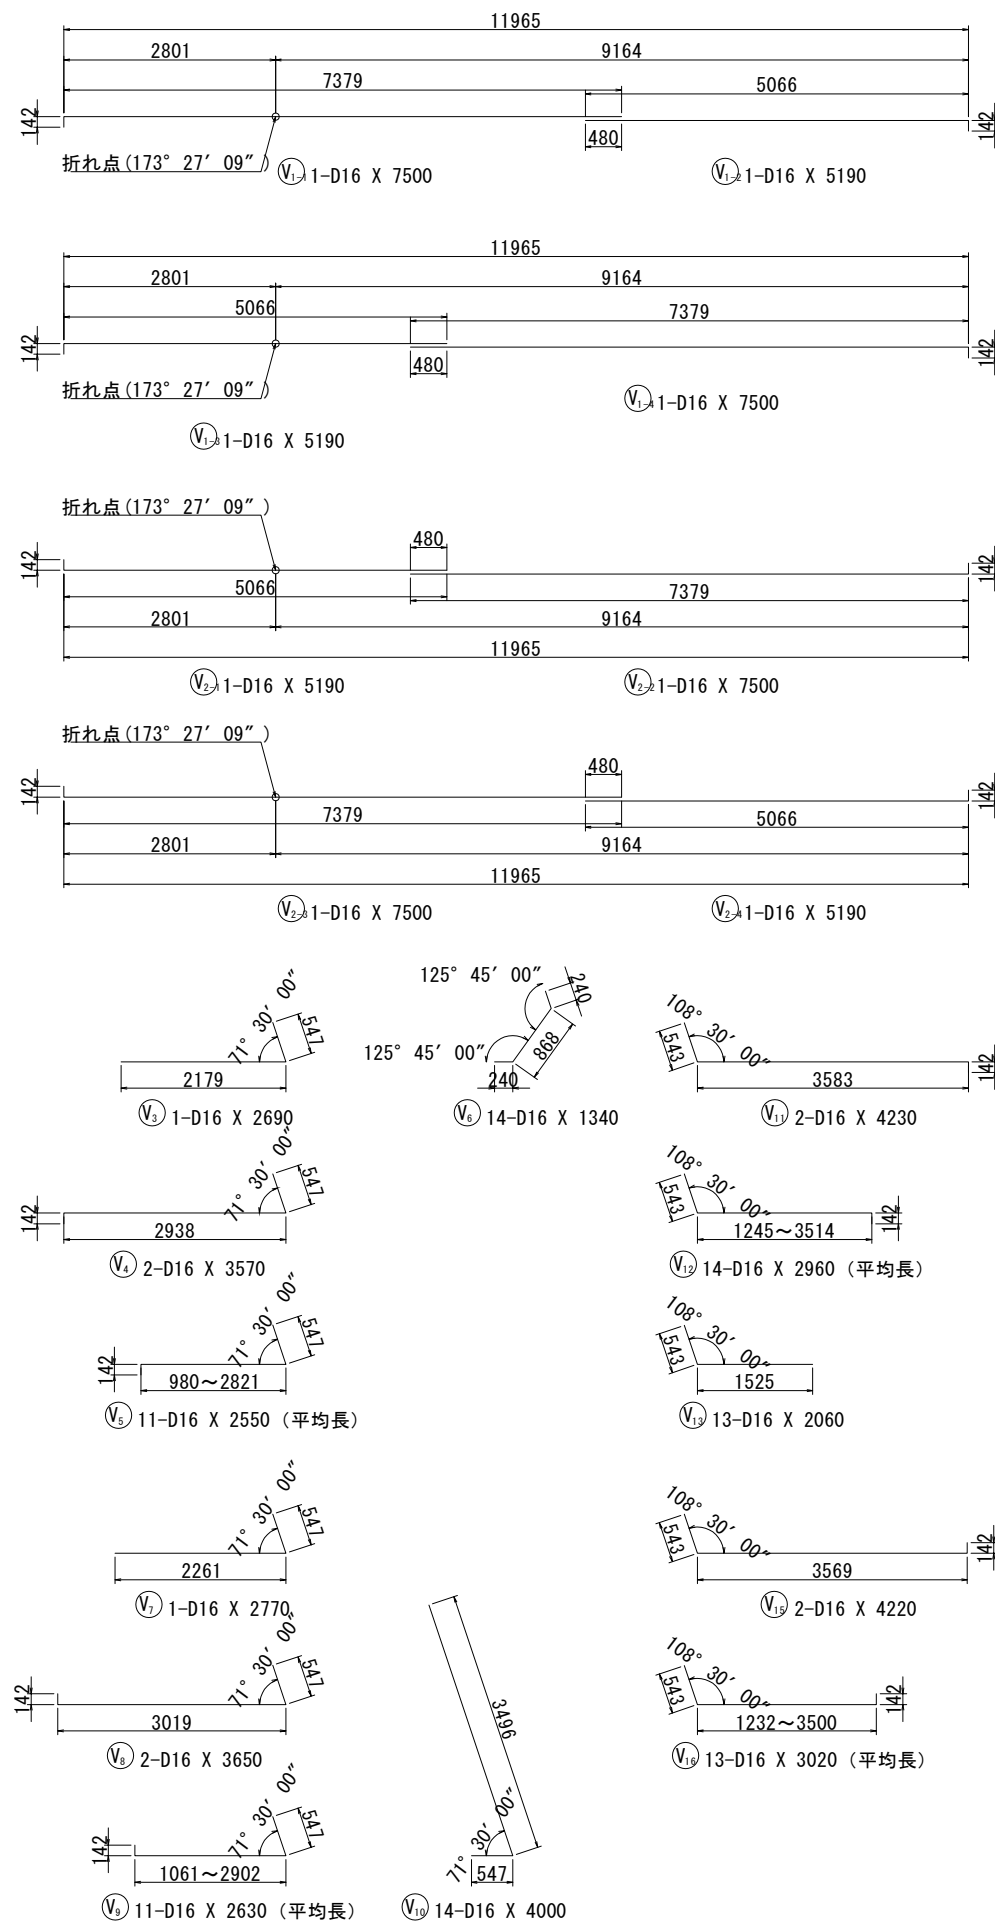 11965
2801 9164
7379
5066
142
480
142
折れ点(173° 27′ 09″ )
V1-1 1-D16 X 7500
V1-2 1-D16 X 5190
11965
2801 9164
5066
7379
142
480
142
折れ点(173° 27′ 09″ )
V1-4 1-D16 X 7500
V1-3 1-D16 X 5190
折れ点(173° 27′ 09″ )
480
142
142
5066
7379
2801 9164
11965
V2-1 1-D16 X 5190
V2-2 1-D16 X 7500
折れ点(173° 27′ 09″ )
480
142
142
7379
5066
2801 9164
11965
V2-3 1-D16 X 7500
V2-4 1-D16 X 5190
71° 30′ 00″
547
2179
V3 1-D16 X 2690
125° 45′ 00″
240
125° 45′ 00″
868
240
V6 14-D16 X 1340
108° 30′ 00″
543
142
3583
V11 2-D16 X 4230
71° 30′ 00″
547
142
2938
V4 2-D16 X 3570
108° 30′ 00″
543
142
1245～3514
V12 14-D16 X 2960 (平均長)
71° 30′ 00″
547
142
980～2821
V5 11-D16 X 2550 (平均長)
108° 30′ 00″
543
1525
V13 13-D16 X 2060
71° 30′ 00″
547
2261
V7 1-D16 X 2770
108° 30′ 00″
543
142
3569
V15 2-D16 X 4220
71° 30′ 00″
547
142
3019
V8 2-D16 X 3650
3496
71° 30′ 00″
547
V10 14-D16 X 4000
108° 30′ 00″
543
142
1232～3500
V16 13-D16 X 3020 (平均長)
71° 30′ 00″
547
142
1061～2902
V9 11-D16 X 2630 (平均長)